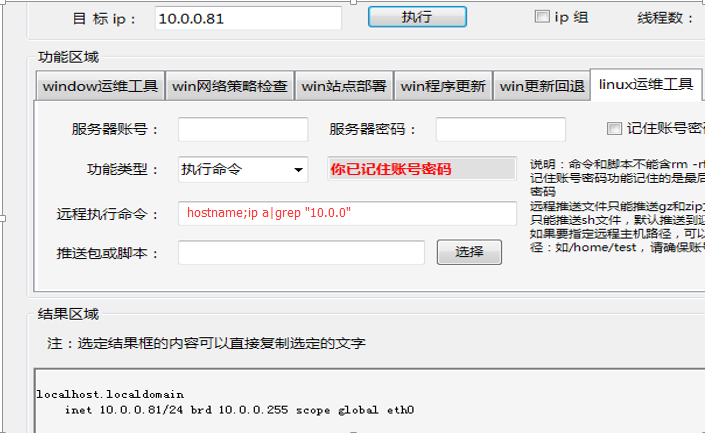 目 标 ip： 10.0.0.81 执行 ip 组 线程数：
功能区域
window运维工具 win网络策略检查 win站点部署 win程序更新 win更新回退 linux运维工具
服务器账号： 服务器密码： 记住账号密码
功能类型： 执行命令 你已记住账号密码
说明：命令和脚本不能含rm -rf
记住账号密码功能记住的是最后
密码
远程执行命令： hostname;ip a|grep "10.0.0"
远程推送文件只能推送gz和zip文
只能推送sh文件，默认推送到远
如果要指定远程主机路径，可以
径：如/home/test，请确保账号
推送包或脚本： 选择
结果区域
注：选定结果框的内容可以直接复制选定的文字
localhost.localdomain
inet 10.0.0.81/24 brd 10.0.0.255 scope global eth0